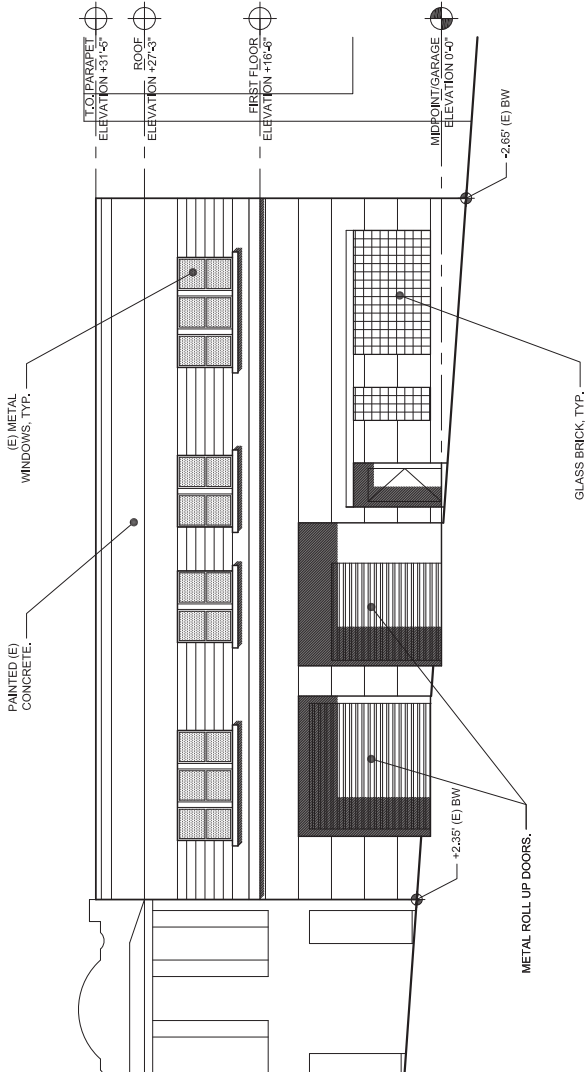 T.O. PARAPET
ELEVATION +31'-5"
ROOF
ELEVATION +27'-3"
FIRST FLOOR
ELEVATION +16'-6"
MIDPOINT/GARAGE
ELEVATION 0'-0"
-2.65' (E) BW
(E) METAL
WINDOWS, TYP.
PAINTED (E)
CONCRETE.
GLASS BRICK, TYP.
+2.35' (E) BW
METAL ROLL UP DOORS.